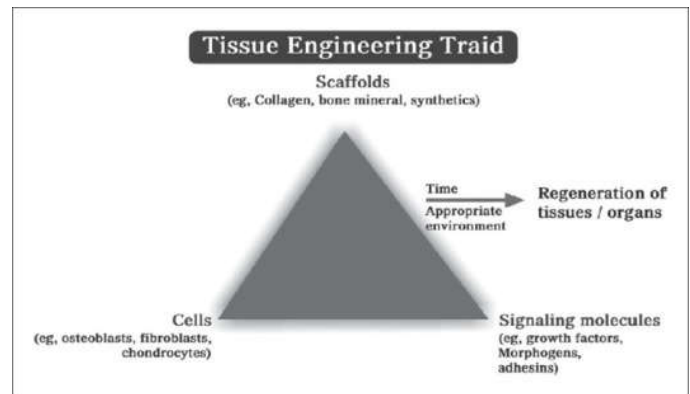 Tissue Engineering Traid
Scaffolds
(eg, Collagen, bone mineral, synthetics)
Time
Appropriate
environment
Regeneration of
tissues / organs
Cells
(eg, osteoblasts, fibroblasts,
chondrocytes)
Signaling molecules
(eg, growth factors,
Morphogens,
adhesins)